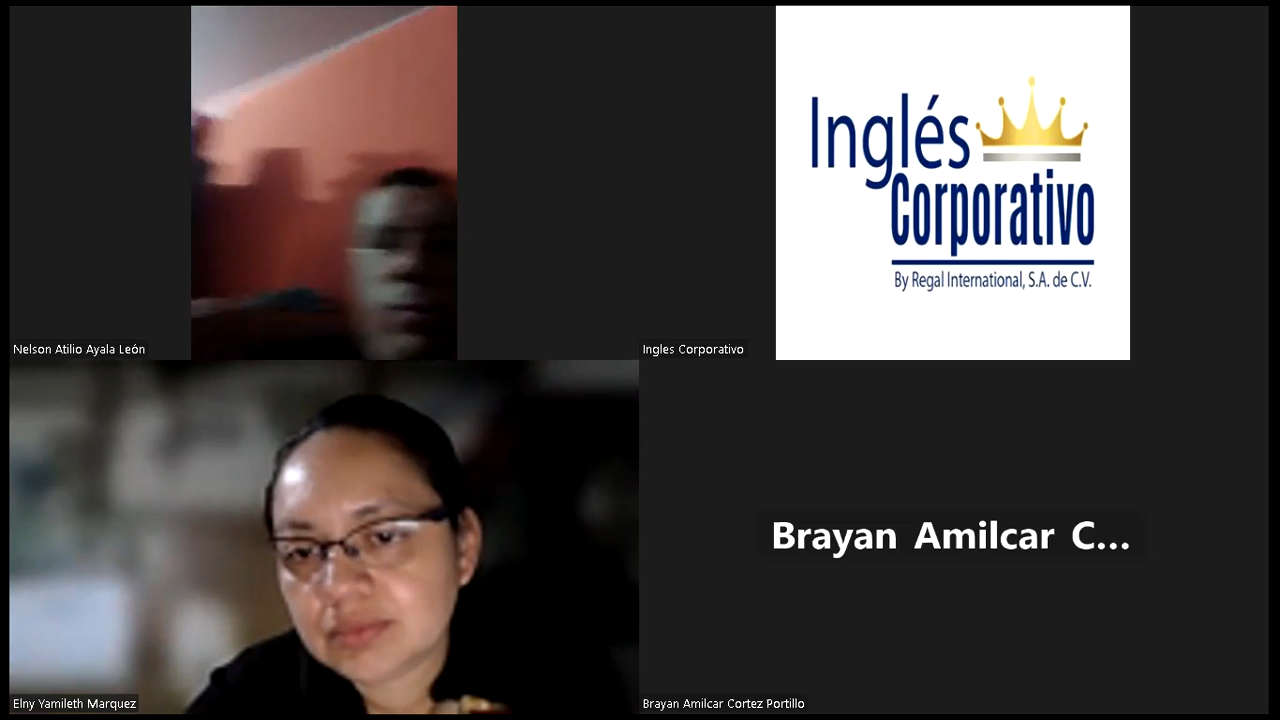 Inglés
Corporativo
By Regal International, S.A. de C.V.
Nelson Atilio Ayala León
Ingles Corporativo
Brayan Amilcar C...
Elny Yamileth Marquez
Brayan Amilcar Cortez Portillo